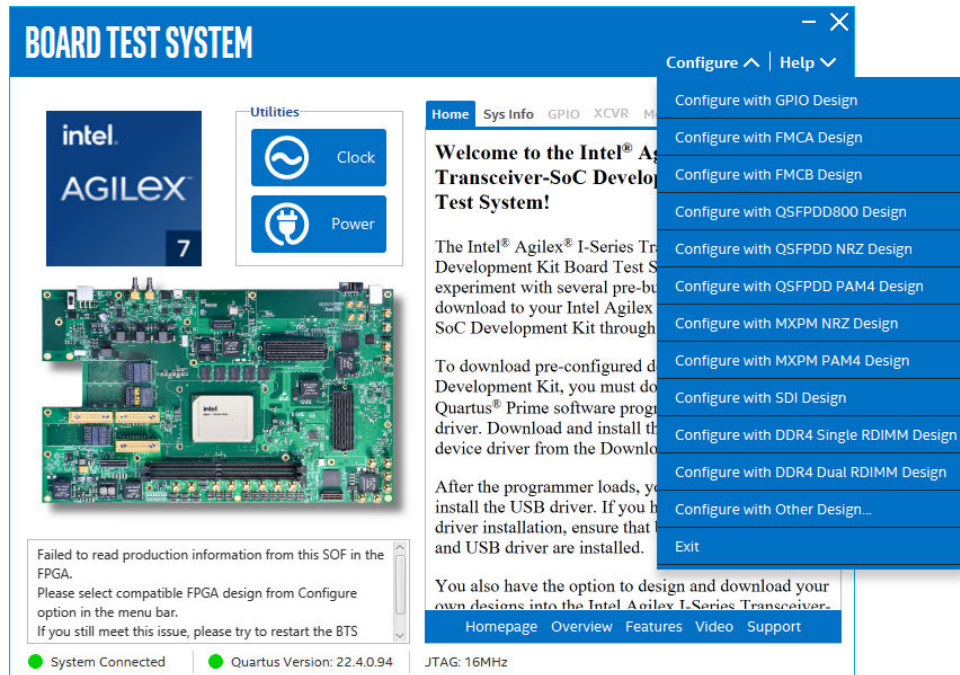 BOARD TEST SYSTEM
Configure
Help
Configure with GPIO Design
Configure with FMCA Design
Configure with FMCB Design
Configure with QSFPDD800 Design
Configure with QSFPDD NRZ Design
Configure with QSFPDD PAM4 Design
Configure with MXPM NRZ Design
Configure with MXPM PAM4 Design
Configure with SDI Design
Configure with DDR4 Single RDIMM Design
Configure with DDR4 Dual RDIMM Design
Configure with Other Design...
Exit
intel.
AGILEX
7
Utilities
Clock
Power
intel
Home Sys Info GPIO XCVR
Welcome to the Intel®
Transceiver-SoC
Test System!
The Intel® Agilex® I-Series
Development Kit Board Test
experiment with several
download to your Intel Agilex
SoC Development Kit through
To download pre-configured
Development Kit, you must
Quartus® Prime software
driver. Download and install
device driver from the
After the programmer loads,
install the USB driver. If you
driver installation, ensure that
and USB driver are installed.
You also have the option to design and download your
own designs into the Intel Agilex I-Series Transceiver-
Homepage Overview Features Video Support
Failed to read production information from this SOF in the
FPGA.
Please select compatible FPGA design from Configure
option in the menu bar.
If you still meet this issue, please try to restart the BTS
System Connected
Quartus Version: 22.4.0.94
JTAG: 16MHz